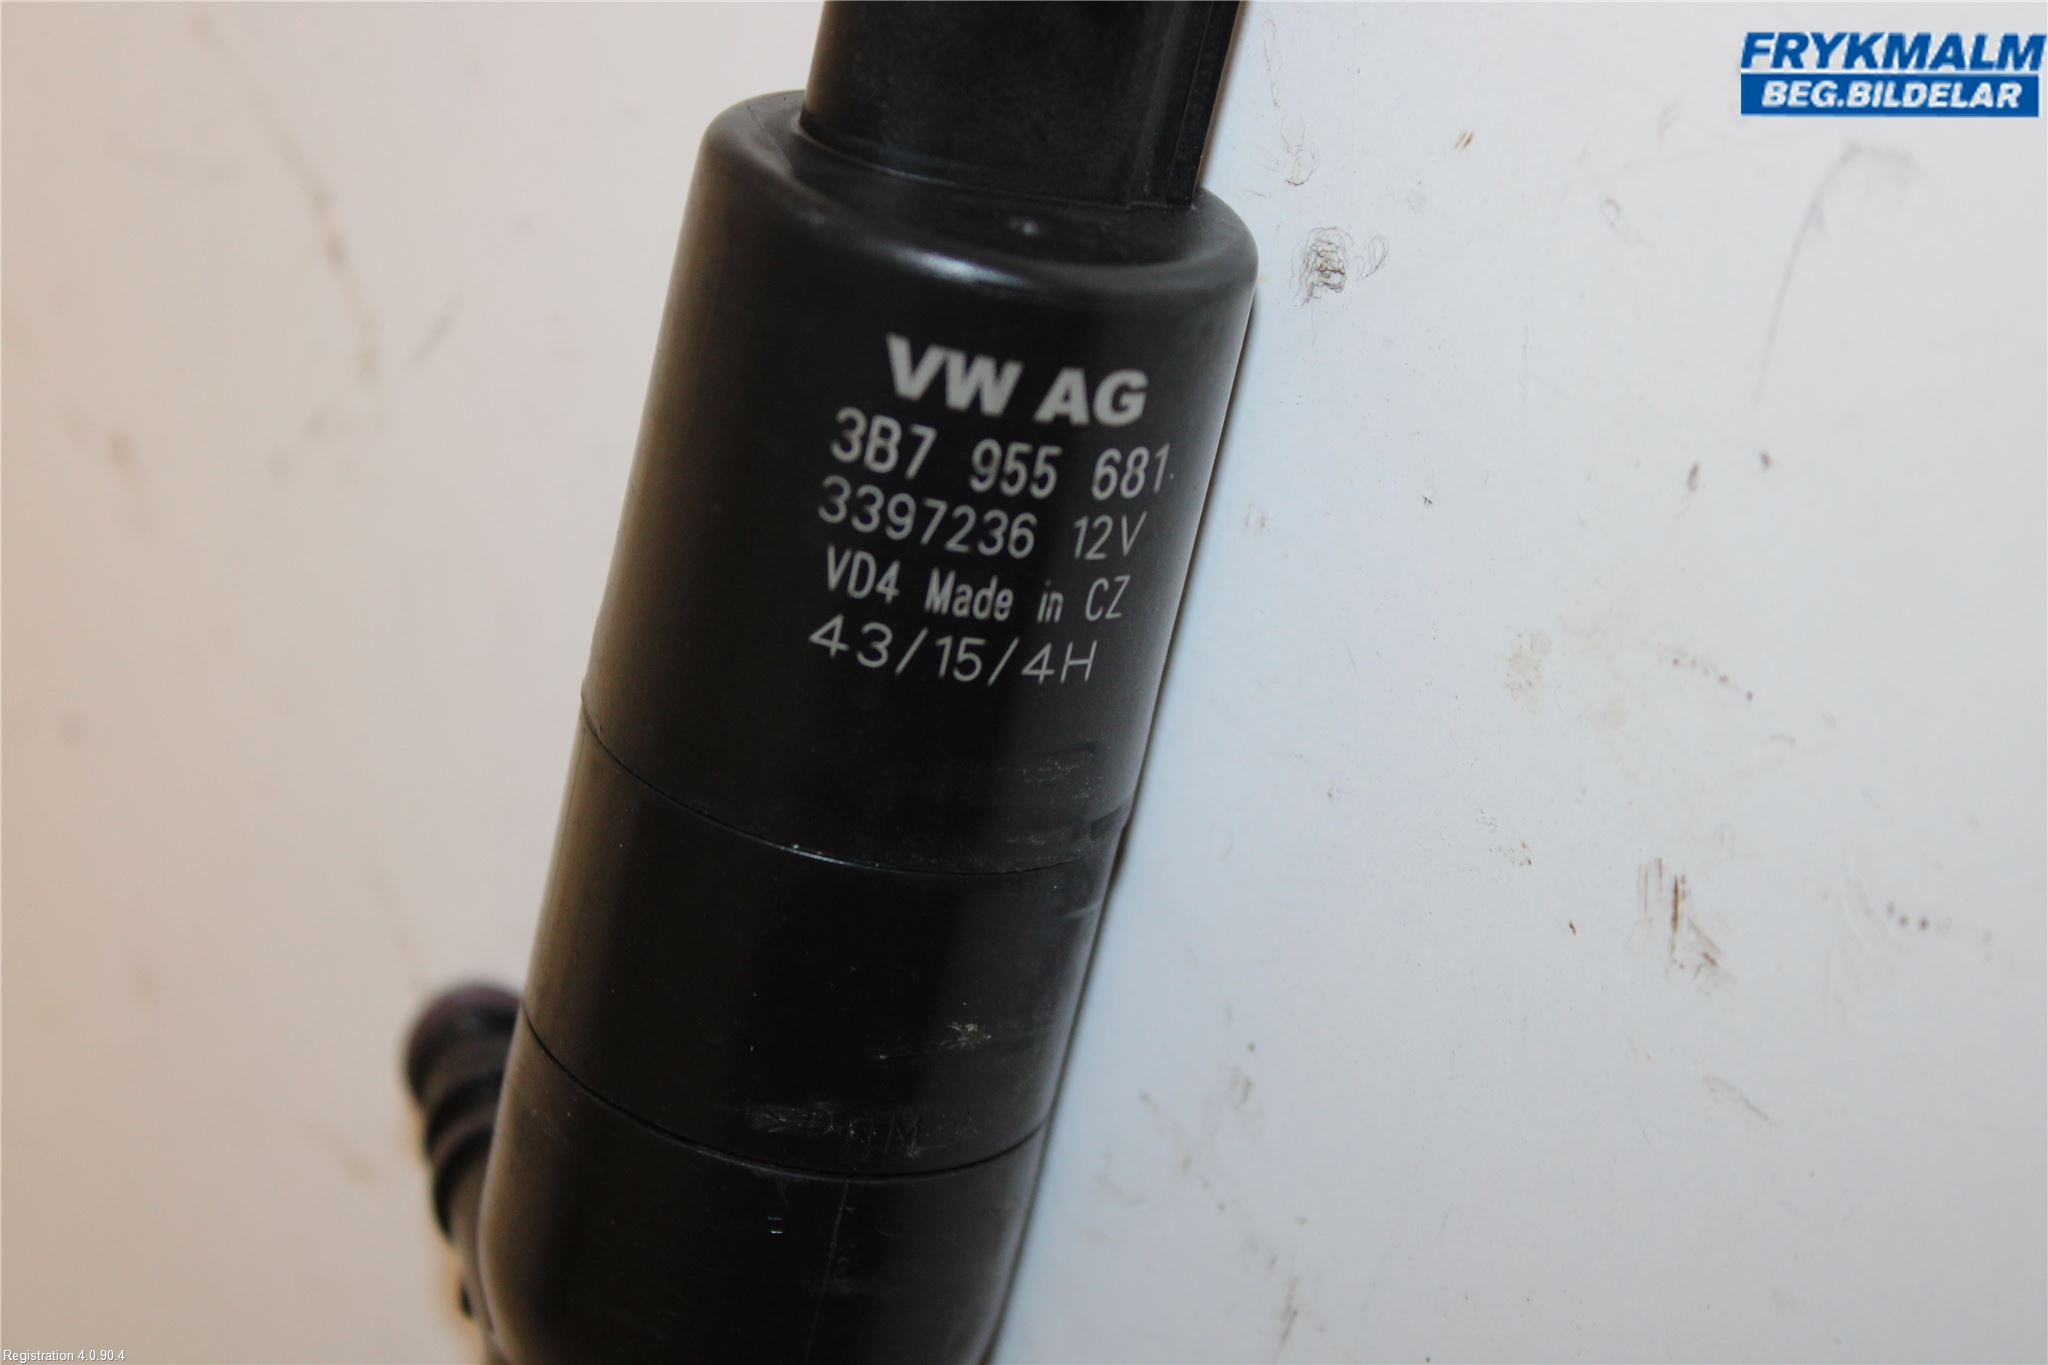 FRYKMALM
BEG.BILDELAR
VW AG
3B7 955 681
3397236 12V
VD4 Made in CZ
43/15/4H
Registration 4.0.90.4